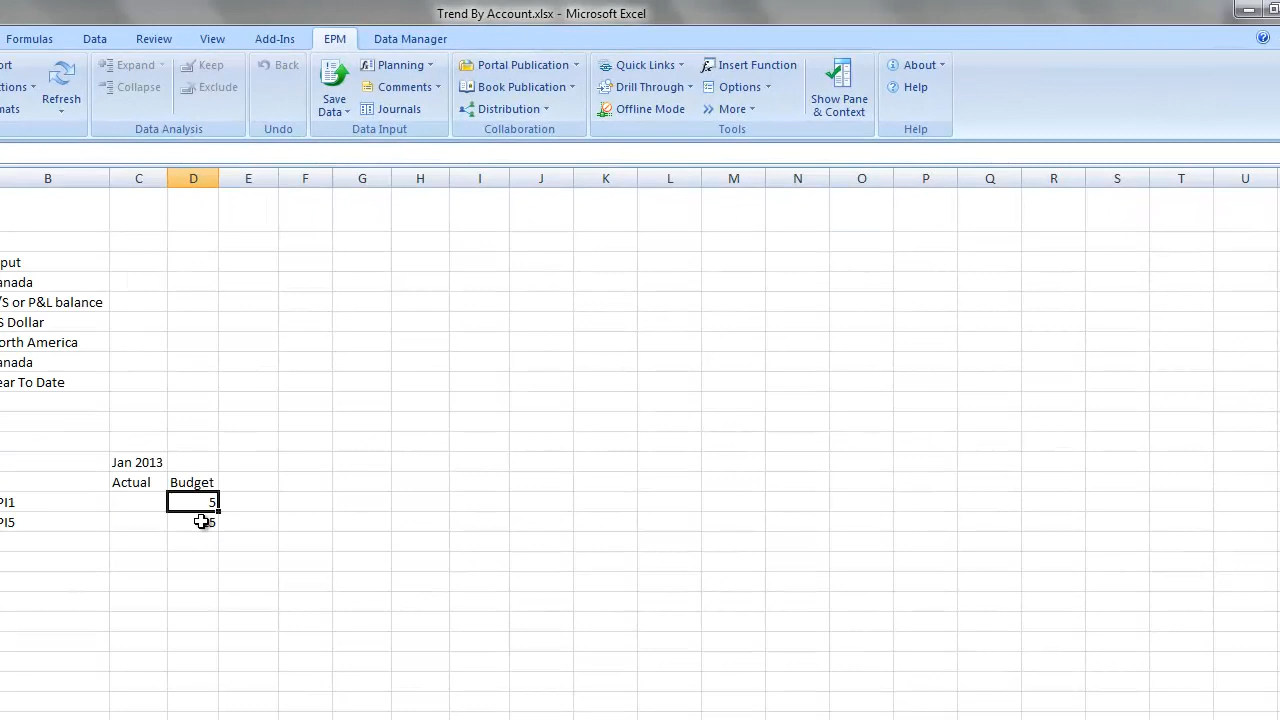 Trend By Account.xlsx - Microsoft Excel
Formulas Data Review View Add-Ins EPM Data Manager
ort Expand Keep Back Planning Portal Publication Quick Links Insert Function About
tions Refresh Collapse Exclude Save Data Comments Book Publication Drill Through Options Show Pane & Context Help
mats Journals Distribution Offline Mode More
Data Analysis Undo Data Input Collaboration Tools Help
B C D E F G H I J K L M N O P Q R S T U
put
anada
/S or P&L balance
S Dollar
orth America
anada
ear To Date
Jan 2013
Actual Budget
PI1 5
PI5